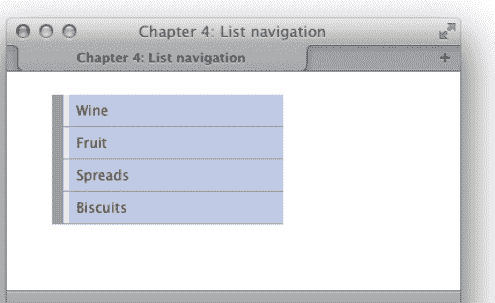 Chapter 4: List navigation
Chapter 4: List navigation
Wine
Fruit
Spreads
Biscuits